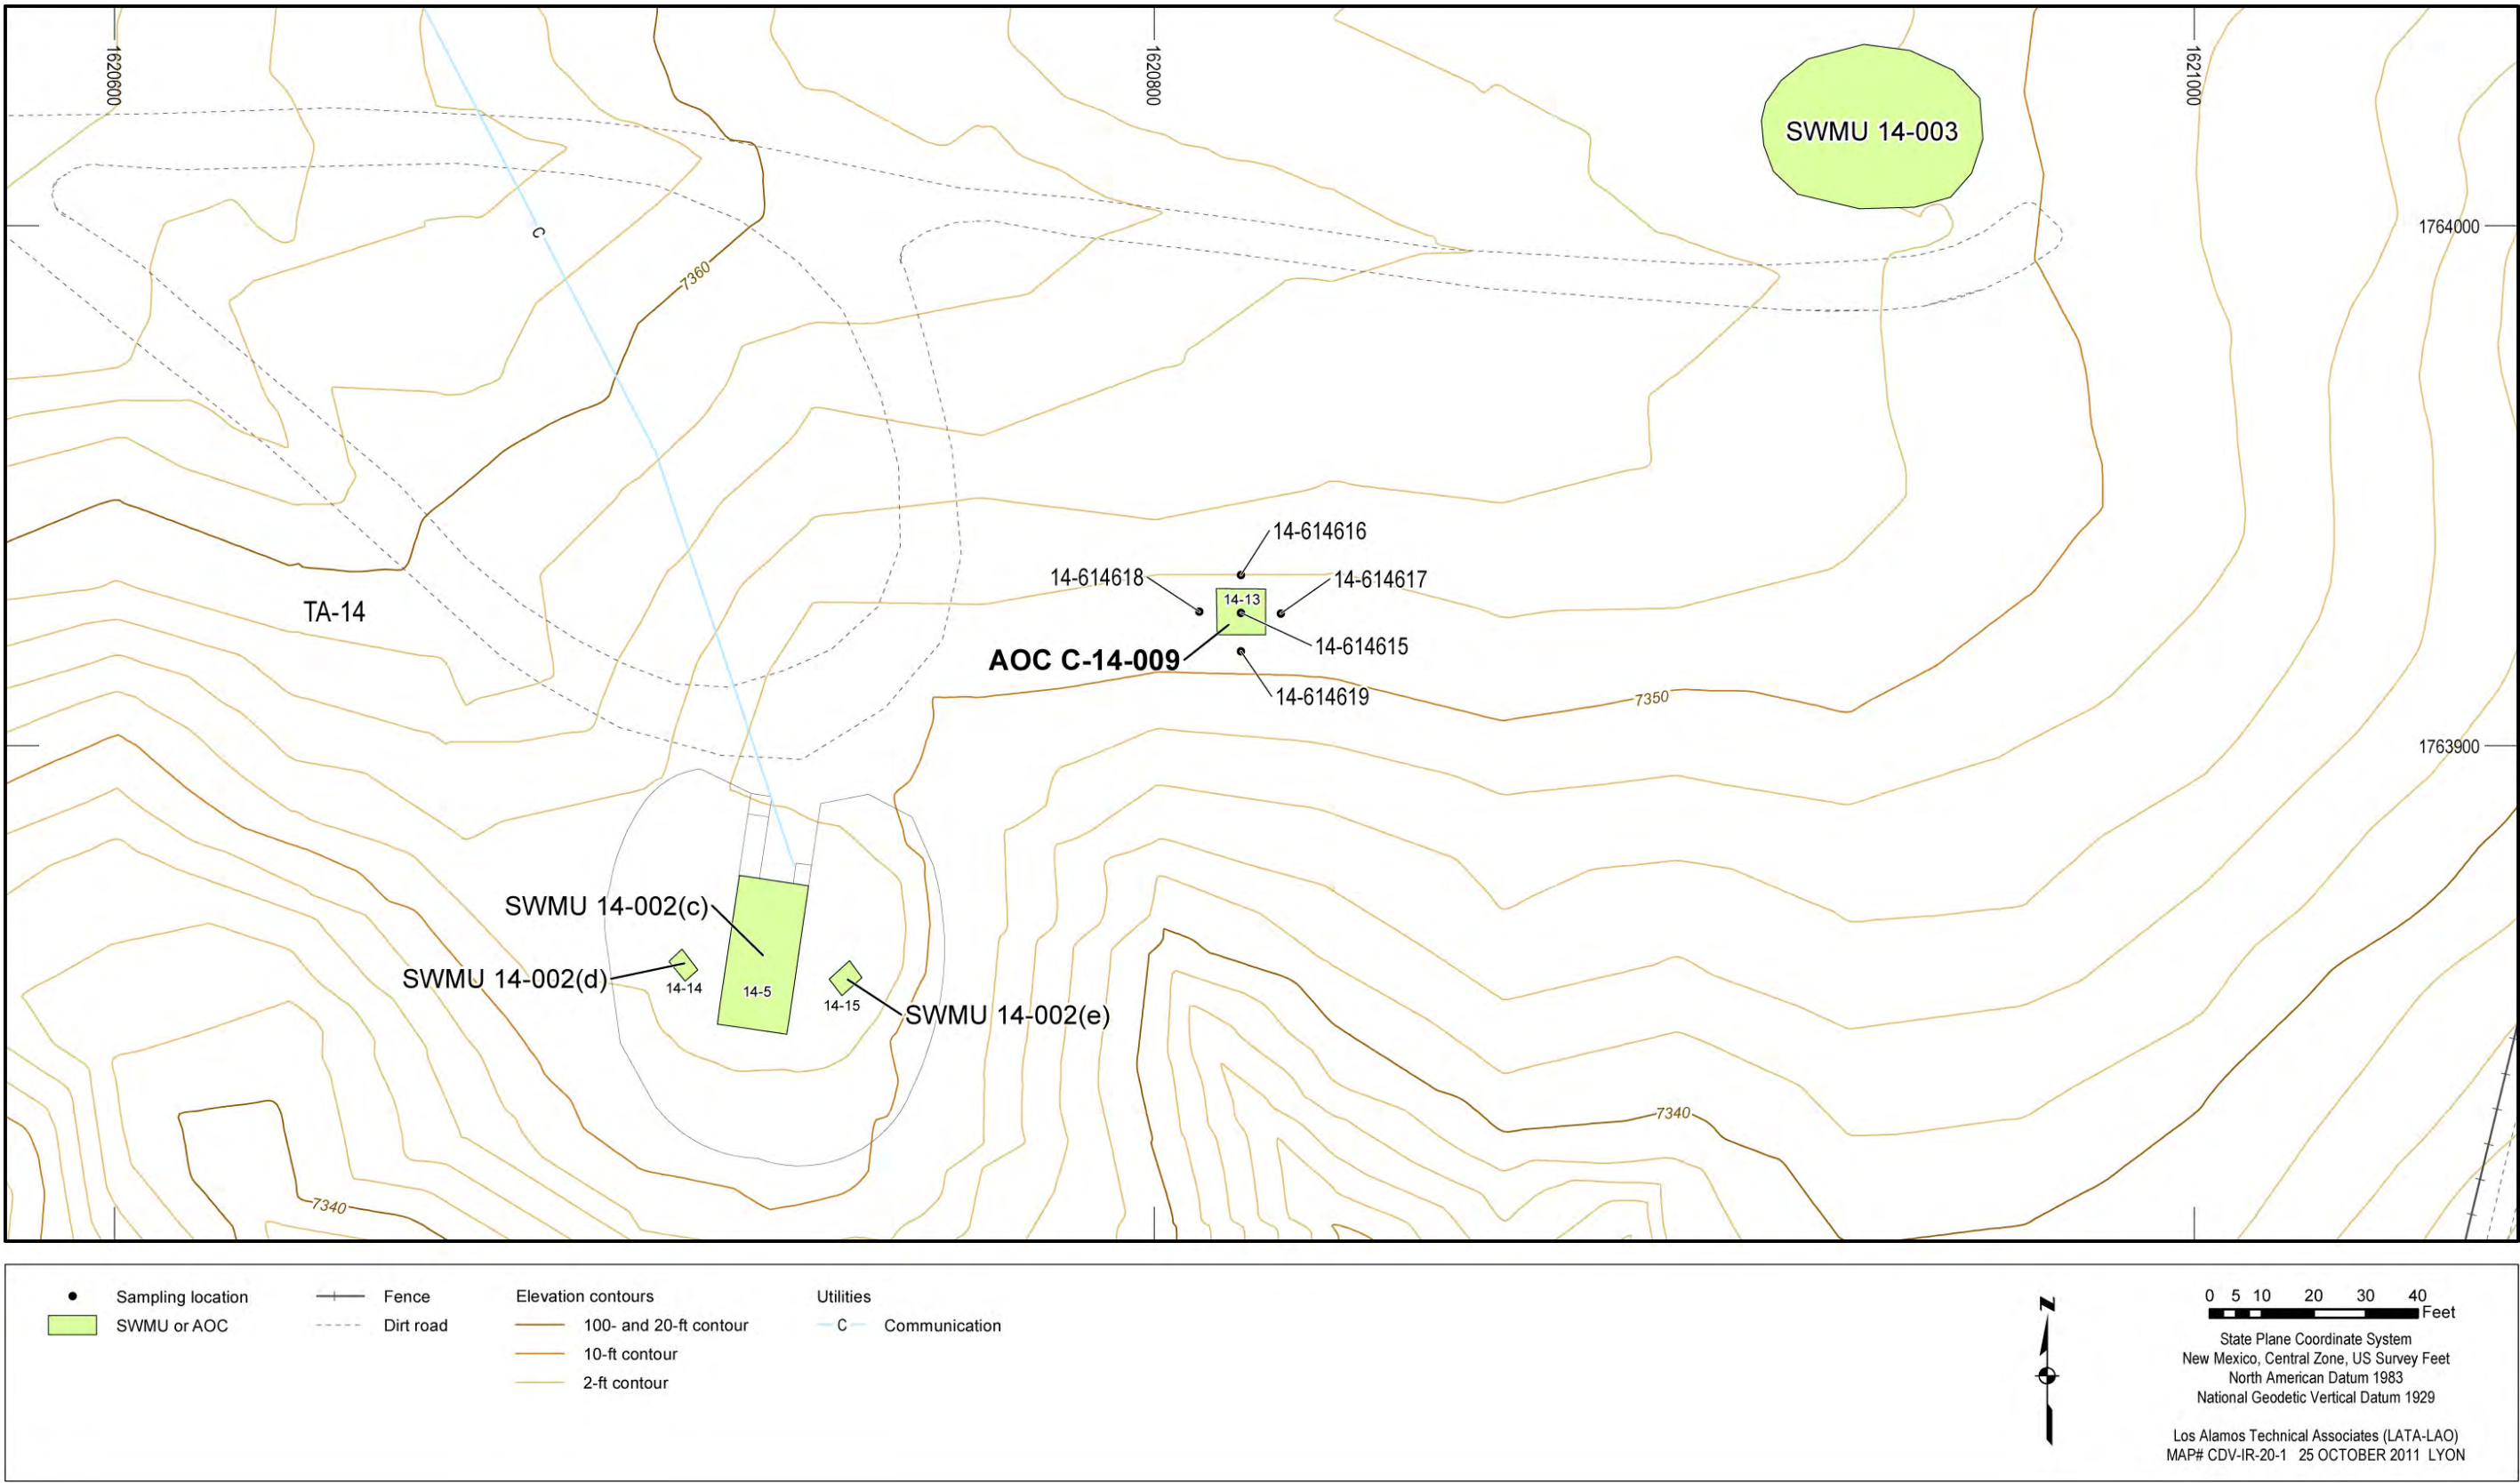 1620600
1620800
1621000
SWMU 14-003
1764000
C
7360
14-614616
14-614618
14-614617
14-13
TA-14
14-614615
AOC C-14-009
14-614619
7350
1763900
SWMU 14-002(c)
SWMU 14-002(d)
14-14
14-5
14-15
SWMU 14-002(e)
7340
7340
Sampling location
SWMU or AOC
Fence
Dirt road
Elevation contours
100- and 20-ft contour
10-ft contour
2-ft contour
Utilities
C Communication
N
0 5 10 20 30 40
Feet
State Plane Coordinate System
New Mexico, Central Zone, US Survey Feet
North American Datum 1983
National Geodetic Vertical Datum 1929
Los Alamos Technical Associates (LATA-LAO)
MAP# CDV-IR-20-1 25 OCTOBER 2011 LYON